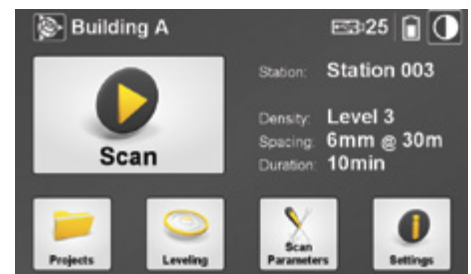 Building A
25
Station: Station 003
Density: Level 3
Spacing: 6mm @ 30m
Duration: 10min
Scan
Projects
Leveling
Scan
Parameters
Settings